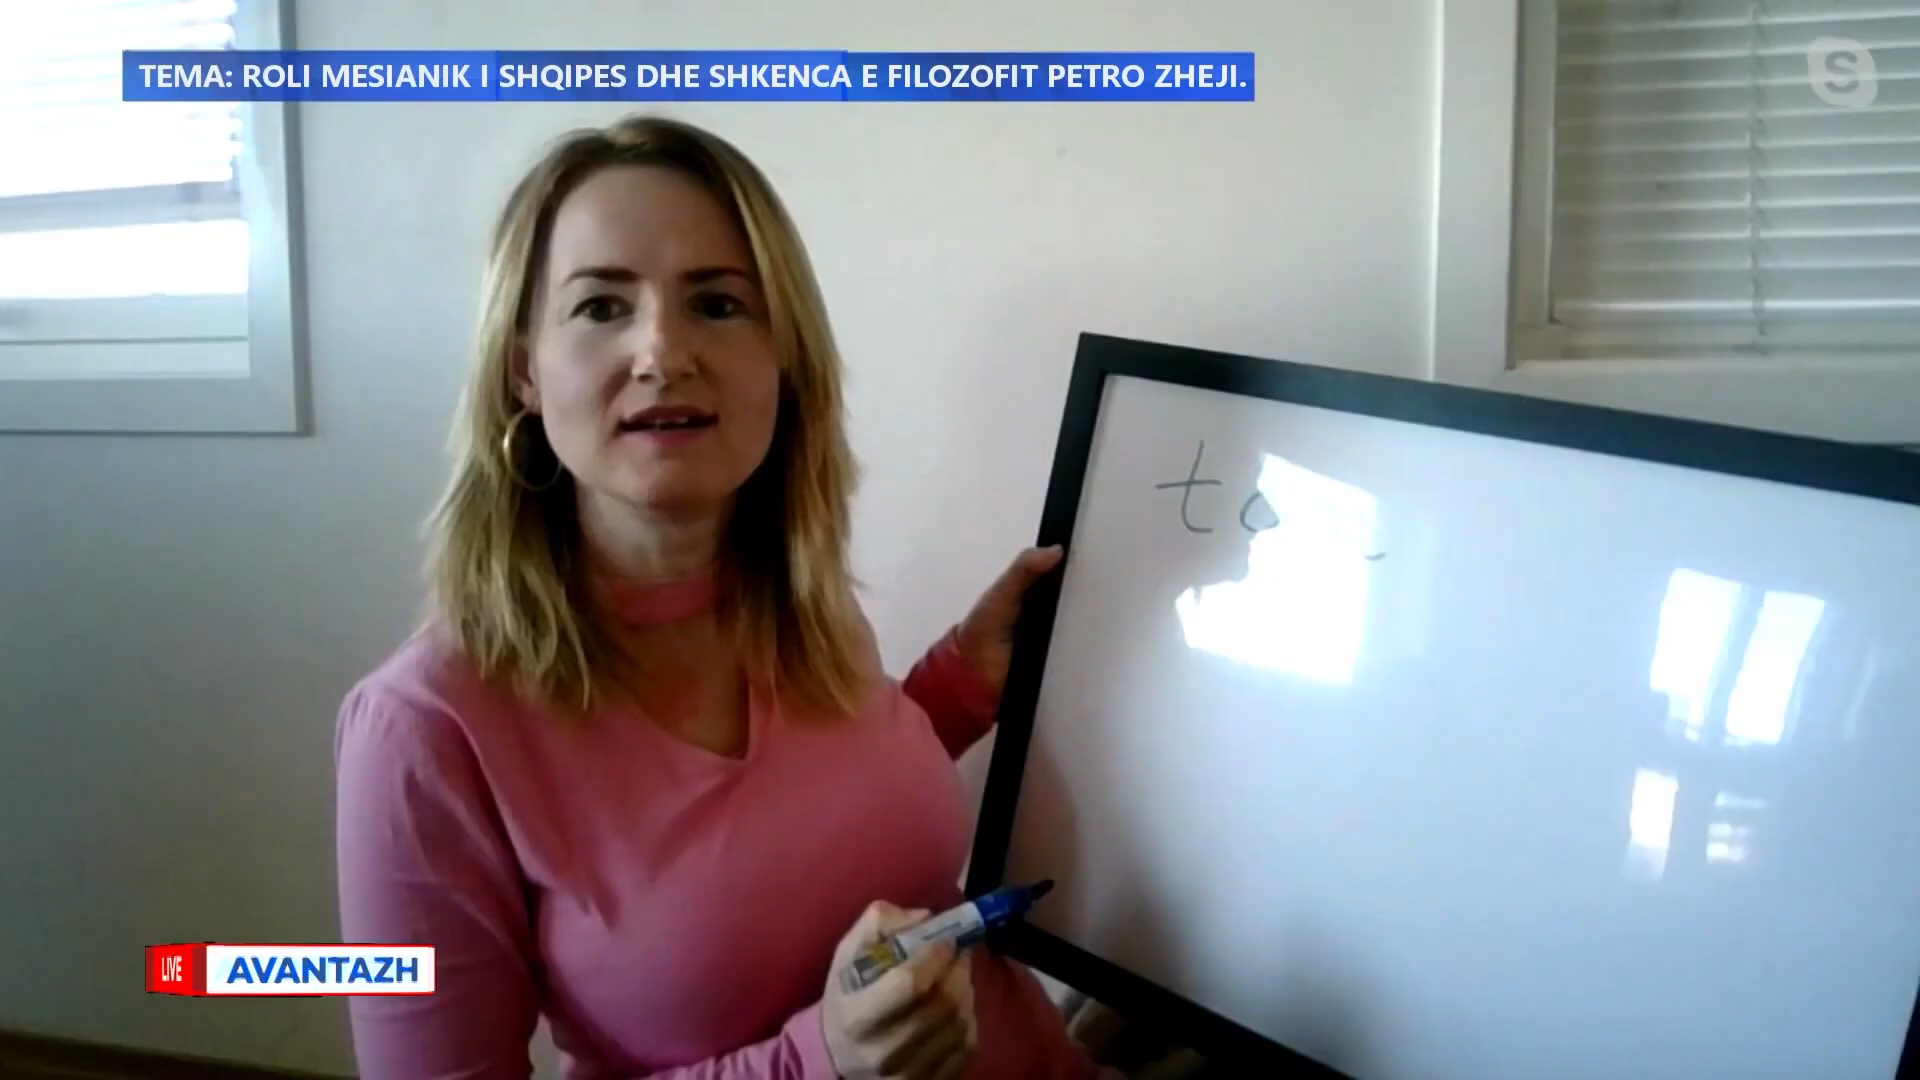 TEMA: ROLI MESIANIK I SHQIPES DHE SHKENCA E FILOZOFIT PETRO ZHEJI.
S
LIVE AVANTAZH